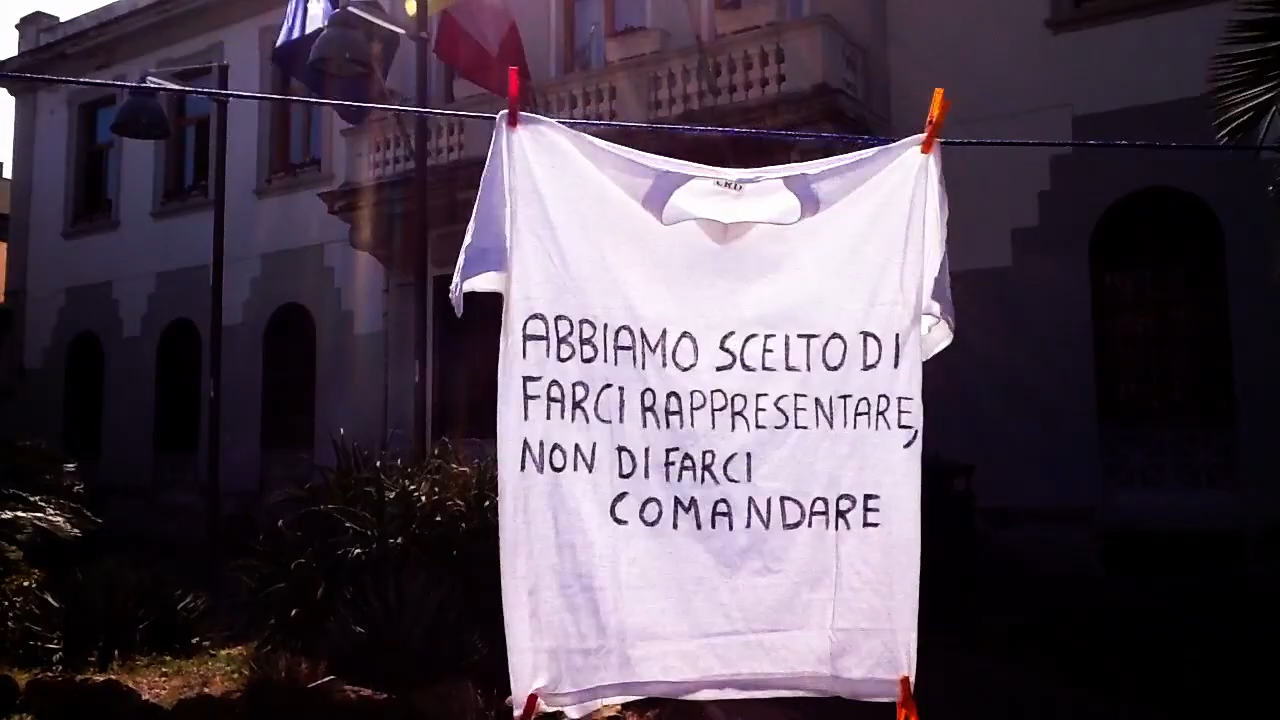 ABBIAMO SCELTO DI
FARCI RAPPRESENTARE,
NON DI FARCI
COMANDARE